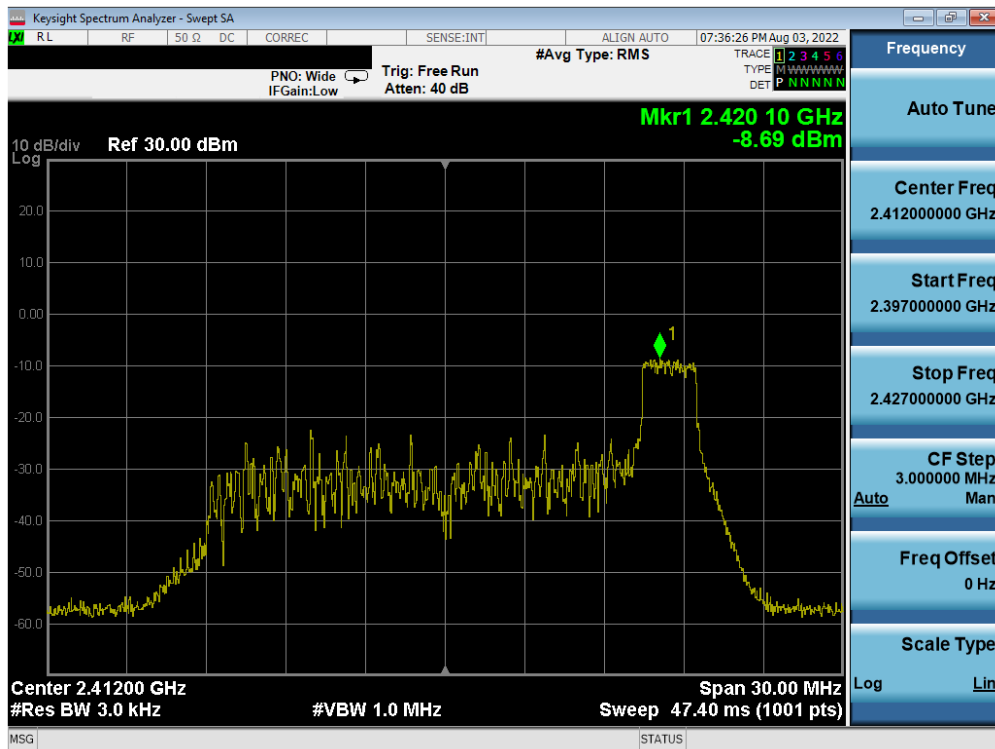 Keysight Spectrum Analyzer - Swept SA
LXI RL RF 50 Ω DC CORREC SENSE:INT ALIGN AUTO 07:36:26 PM Aug 03, 2022
PNO: Wide
IFGain:Low
Trig: Free Run
Atten: 40 dB
#Avg Type: RMS
TRACE 1 2 3 4 5 6
TYPE M WWWWW
DET P N N N N N
Mkr1 2.420 10 GHz
-8.69 dBm
10 dB/div
Log
Ref 30.00 dBm
20.0
10.0
0.00
-10.0
-20.0
-30.0
-40.0
-50.0
-60.0
1
Center 2.41200 GHz
Span 30.00 MHz
#Res BW 3.0 kHz
#VBW 1.0 MHz
Sweep 47.40 ms (1001 pts)
MSG
STATUS
Frequency
Auto Tune
Center Freq
2.412000000 GHz
Start Freq
2.397000000 GHz
Stop Freq
2.427000000 GHz
CF Step
3.000000 MHz
Auto Man
Freq Offset
0 Hz
Scale Type
Log Lin